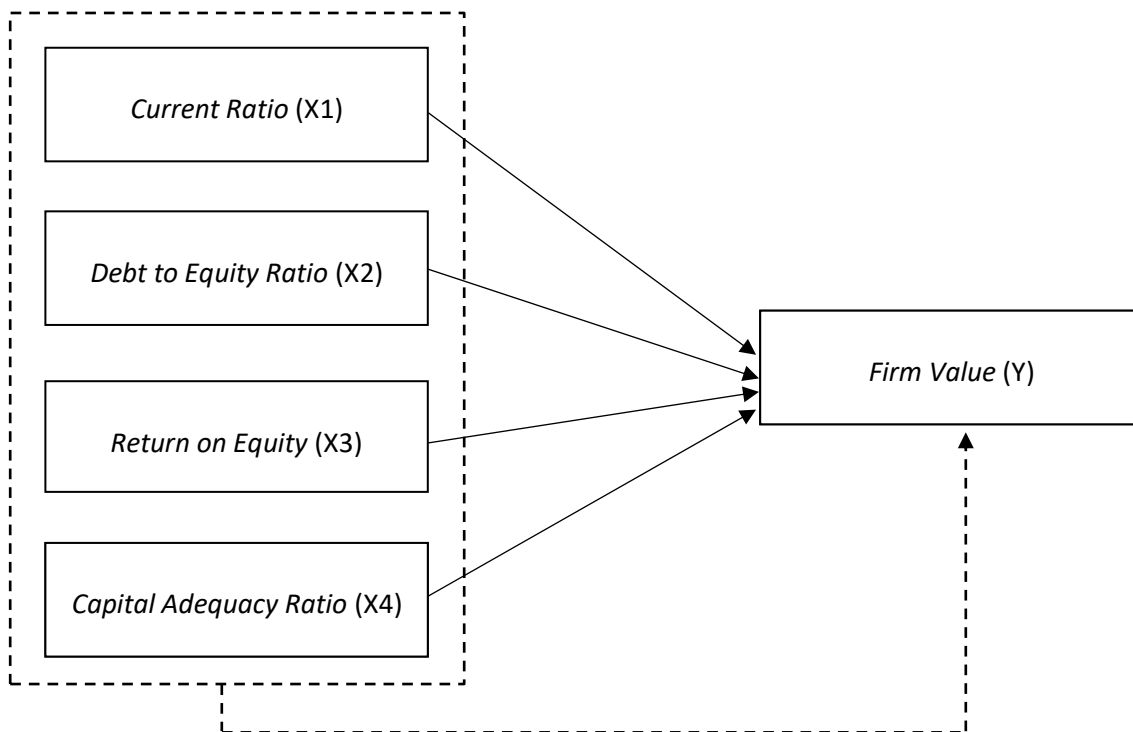 Current Ratio (X1)
Debt to Equity Ratio (X2)
Firm Value (Y)
Return on Equity (X3)
Capital Adequacy Ratio (X4)